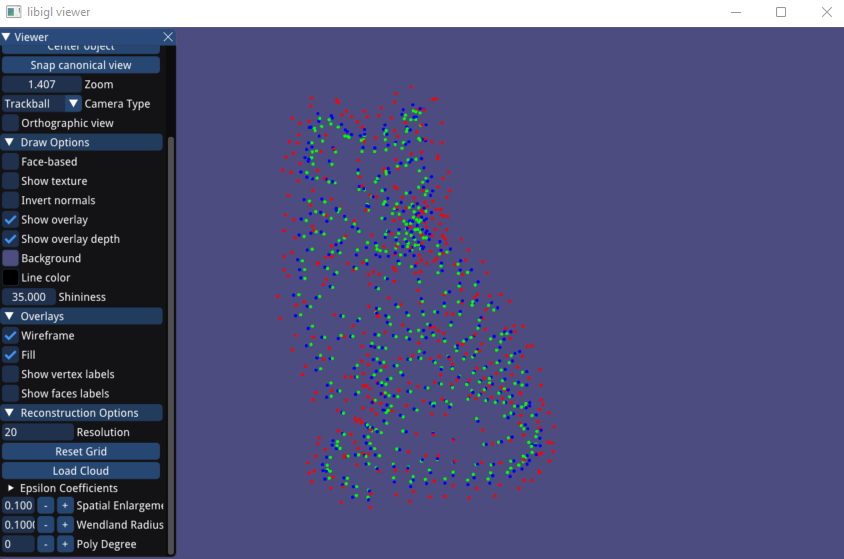 libigl viewer
Viewer
Center object
Snap canonical view
1.407 Zoom
Trackball Camera Type
Orthographic view
Draw Options
Face-based
Show texture
Invert normals
Show overlay
Show overlay depth
Background
Line color
35.000 Shininess
Overlays
Wireframe
Fill
Show vertex labels
Show faces labels
Reconstruction Options
20 Resolution
Reset Grid
Load Cloud
Epsilon Coefficients
0.100 - + Spatial Enlargeme
0.100 - + Wendland Radius
0 - + Poly Degree